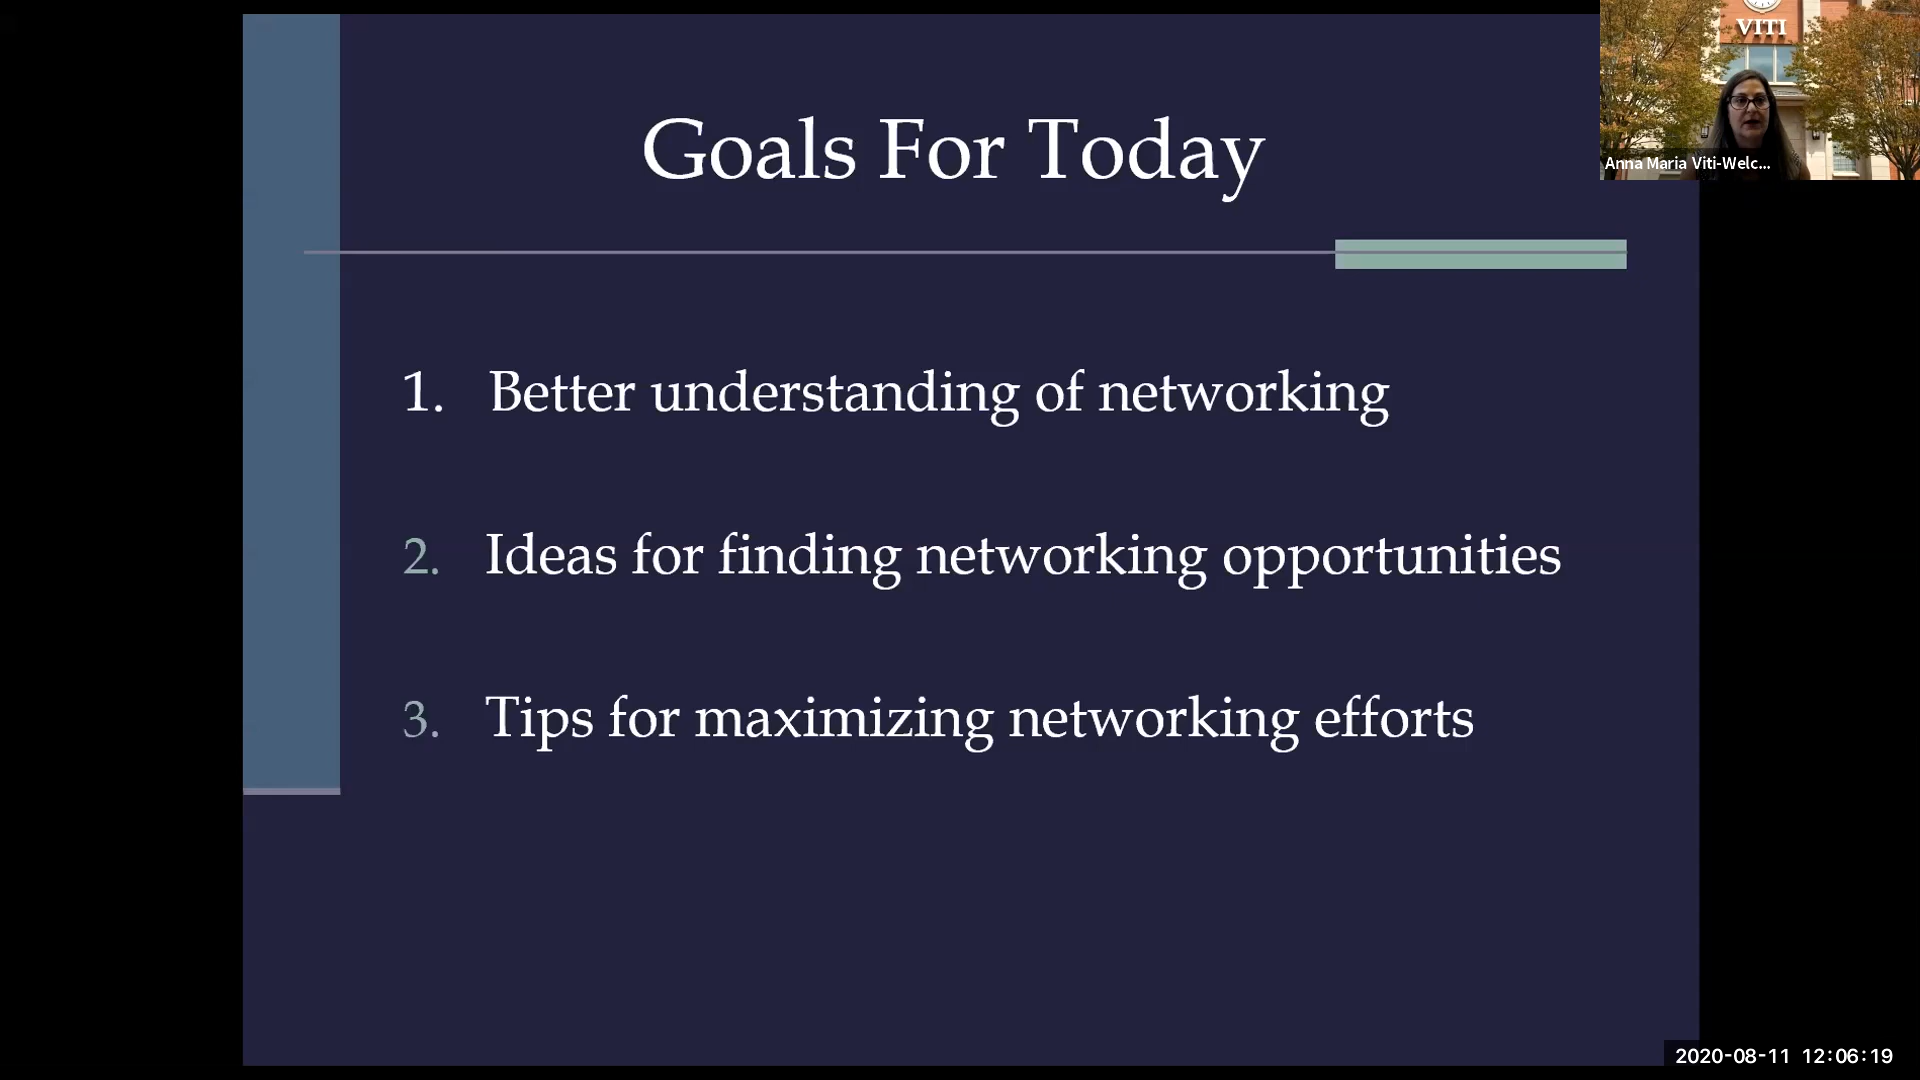 VITI
Anna Maria Viti-Welc...
Goals For Today
1. Better understanding of networking
2. Ideas for finding networking opportunities
3. Tips for maximizing networking efforts
2020-08-11 12:06:19